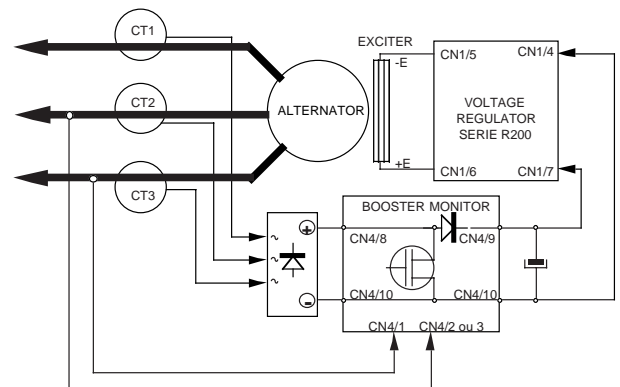 CT1
EXCITER
CN1/5
CN1/4
-E
CT2
ALTERNATOR
VOLTAGE
REGULATOR
SERIE R200
+E
CN1/6
CN1/7
CT3
BOOSTER MONITOR
+
CN4/8
CN4/9
~
~
~
-
CN4/10
CN4/10
CN4/1
CN4/2 ou 3